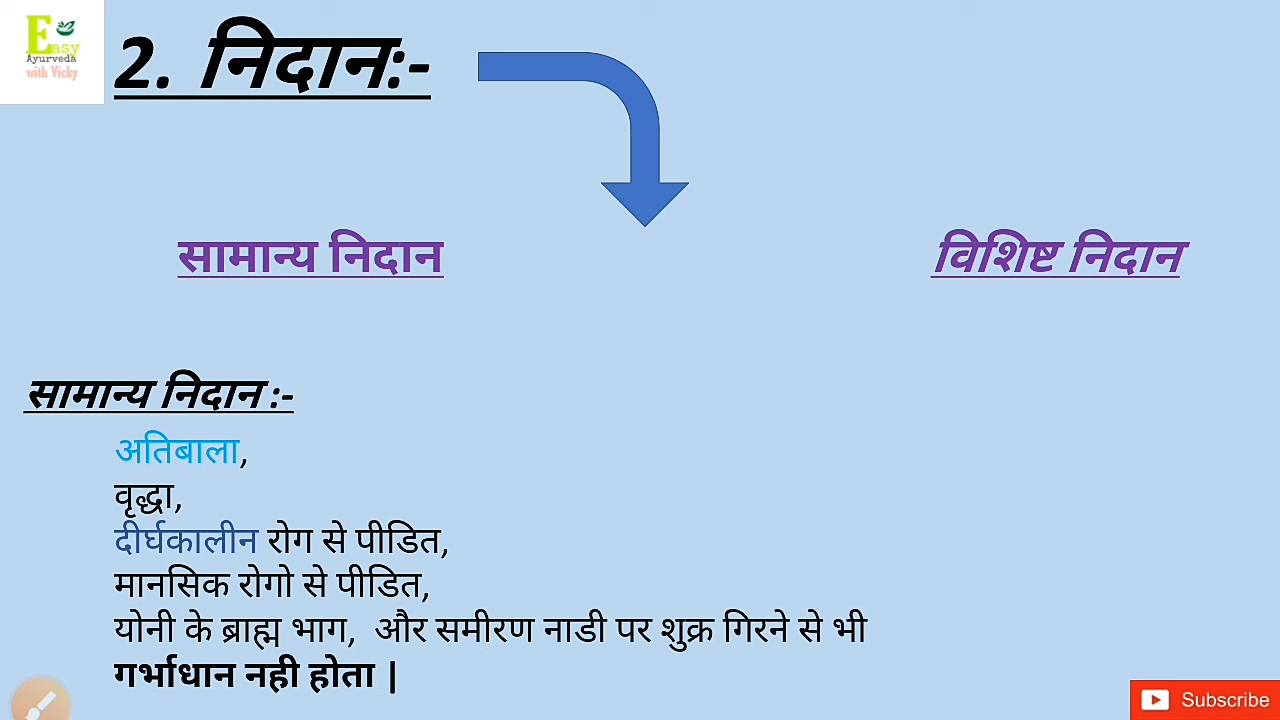 Easy
Ayurveda
with Vicky
2. निदानः-
सामान्य निदान
विशिष्ट निदान
सामान्य निदान :-
अतिबाला,
वृद्धा,
दीर्घकालीन रोग से पीडित,
मानसिक रोगो से पीडित,
योनी के ब्राह्म भाग, और समीरण नाडी पर शुक्र गिरने से भी
गर्भाधान नही होता |
Subscribe